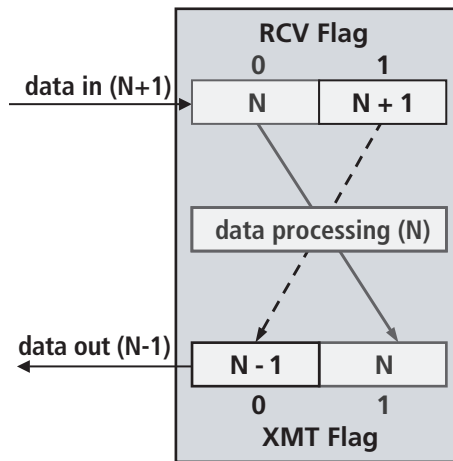 RCV Flag
0 1
data in (N+1)
N N + 1
data processing (N)
data out (N-1)
N - 1 N
0 1
XMT Flag